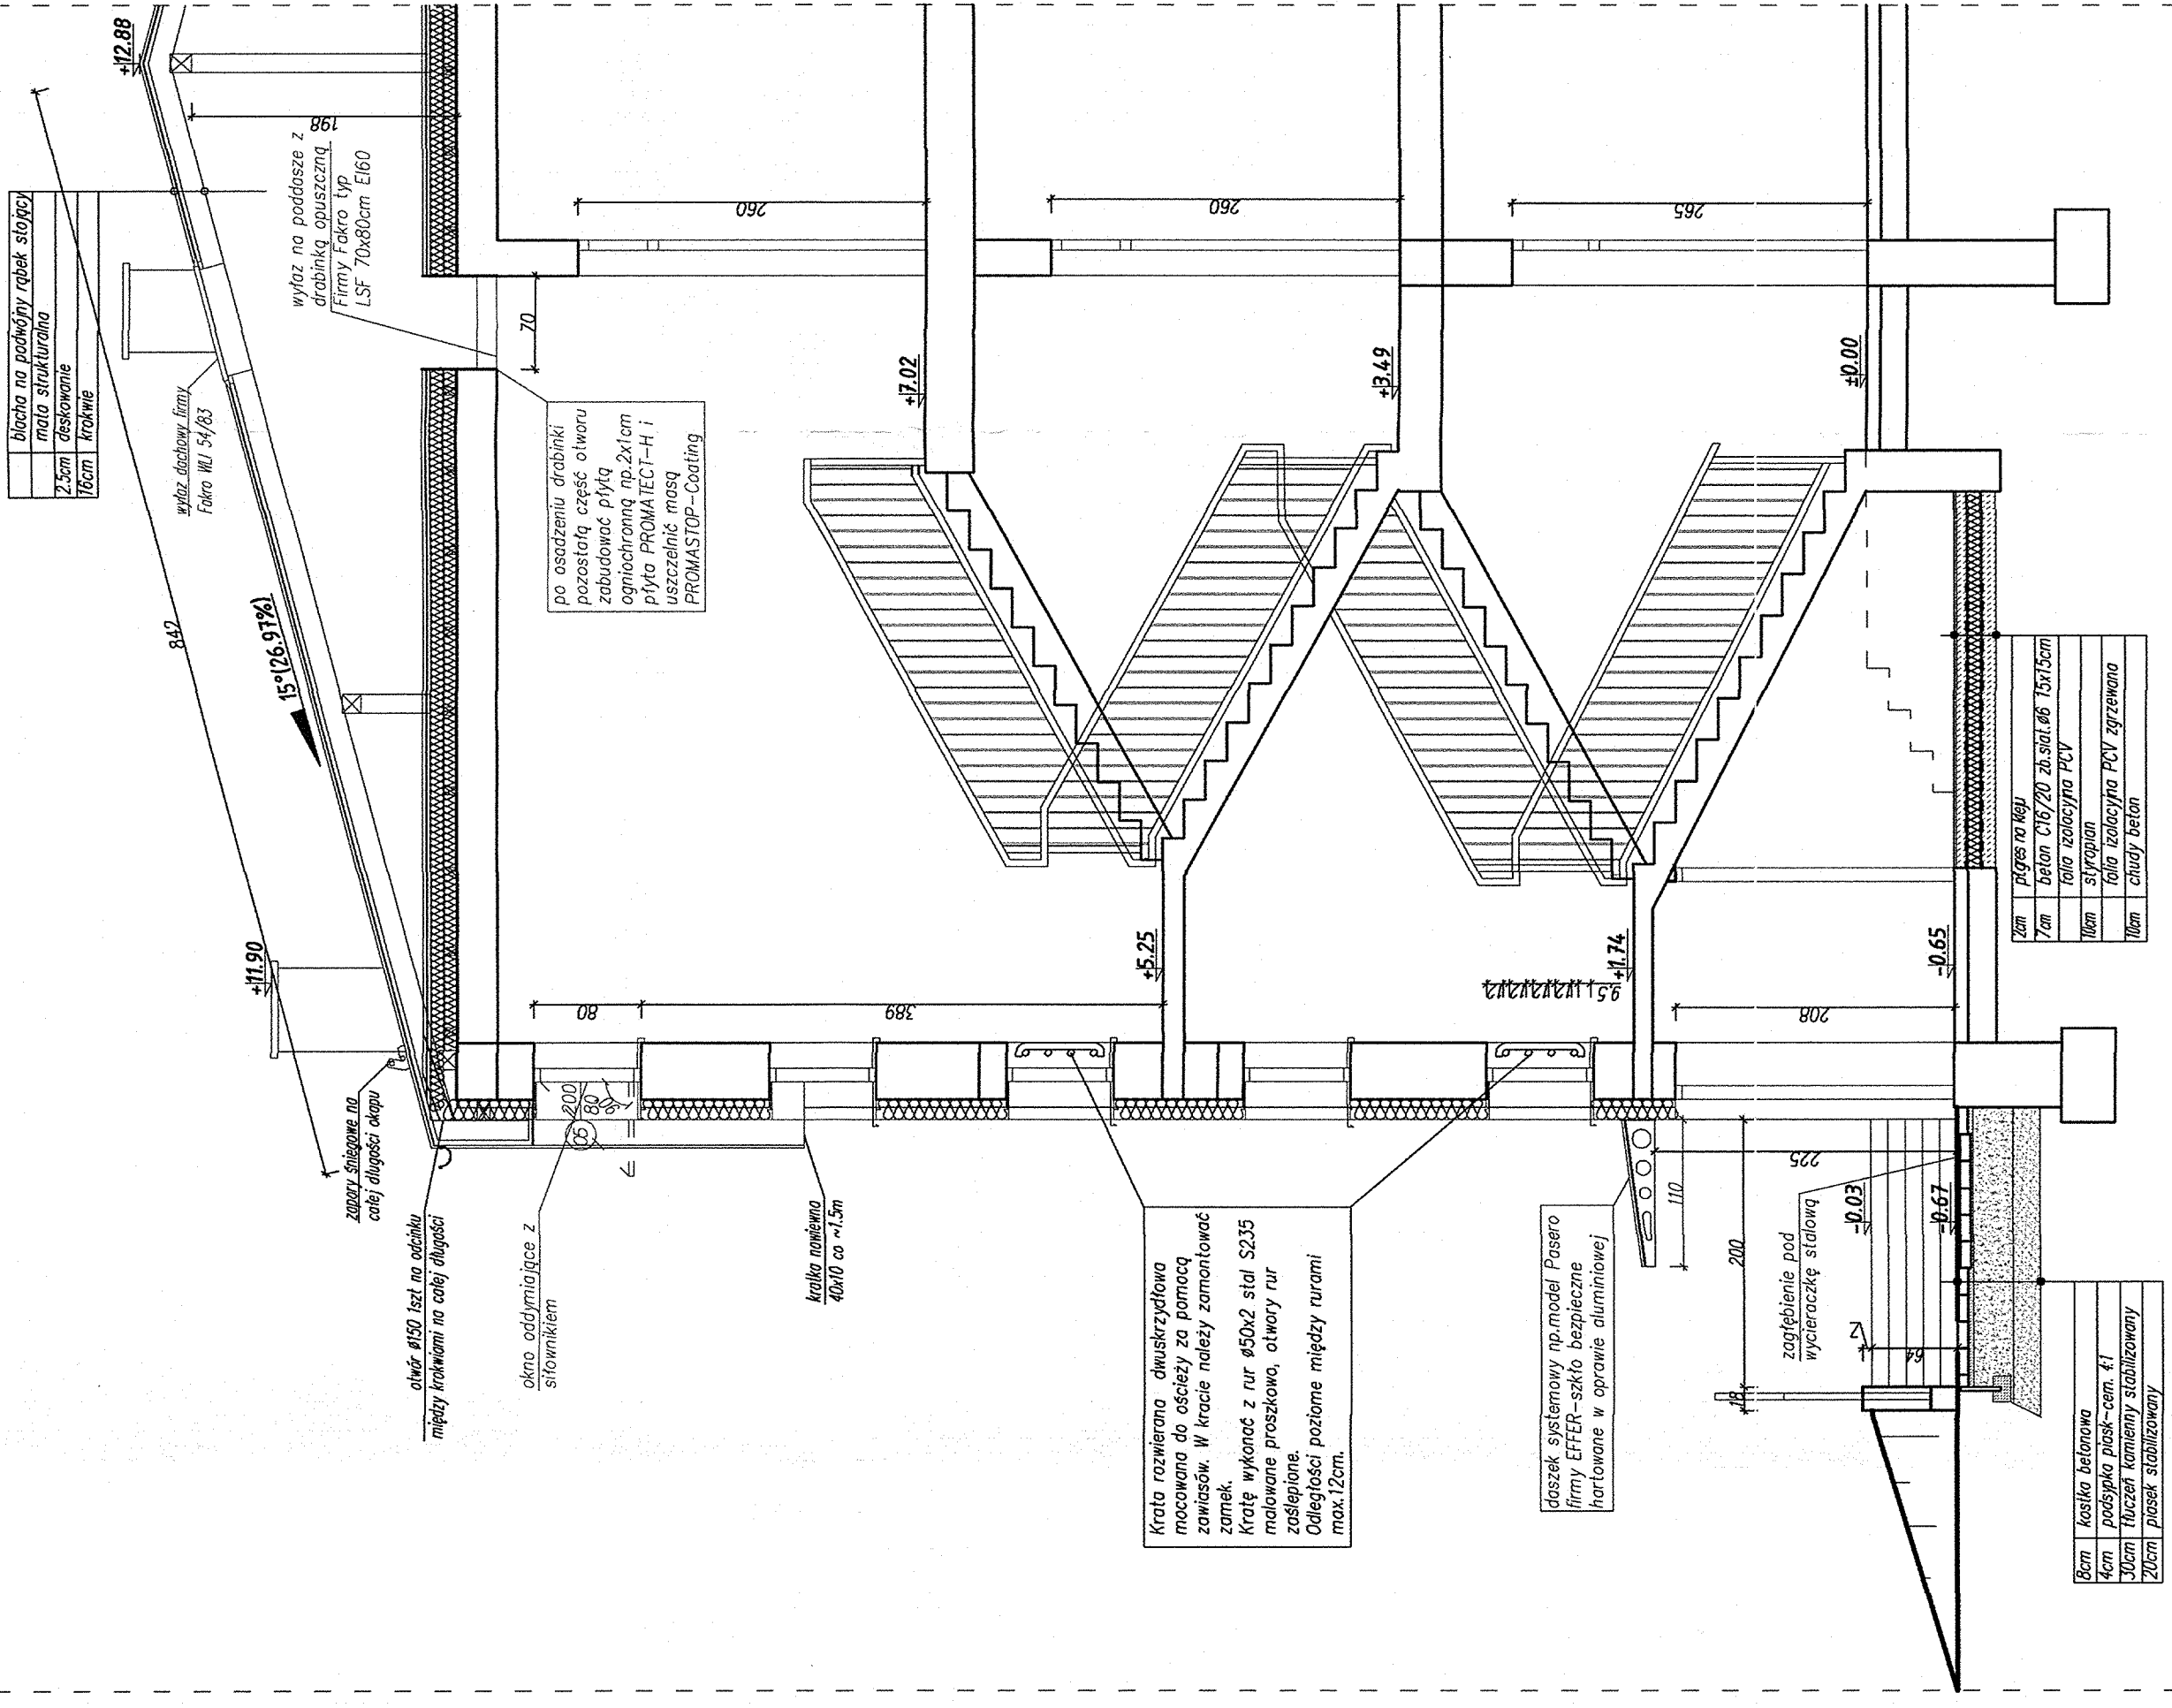 +12.88
blacha na podwójny rąbek stojący
mata strukturalna
2.5cm deskowanie
16cm krokwie
198
wyłaz na poddasze z
drabinką opuszczną
Firmy Fakro typ
LSF 70x80cm EI60
wyłaz dachowy firmy
Fakro WLI 54/83
842
15°(26.97%)
70
po osadzeniu drabinki
pozostałą część otworu
zabudować płytą
ogniochronną np.2x1cm
płyta PROMATECT-H i
uszczelnić masą
PROMASTOP-Coating
260
260
265
+7.02
+3.49
±0.00
+11.90
+5.25
+1.74
-0.65
80
389
9.5
208
zapory śniegowe na
całej długości okapu
otwór ø150 1szt na odcinku
między krokwiami na całej długości
okno oddymiające z
siłownikiem
O5
200
80
90
kratka nawiewna
40x10 co ~1.5m
Krata rozwierana dwuskrzydłowa
mocowana do ościeży za pomocą
zawiasów. W kracie należy zamontować
zamek.
Kratę wykonać z rur ø50x2 stal S235
malowane proszkowo, otwory rur
zaślepione.
Odległości poziome między rurami
max.12cm.
daszek systemowy np.model Pasero
firmy EFFER-szkło bezpieczne
hartowane w oprawie aluminiowej
110
200
225
zagłębienie pod
wycieraczkę stalową
-0.03
-0.67
64
2
18
2cm płgres na kleju
7cm beton C16/20 zb.siat.ø6 15x15cm
folia izolacyjna PCV
10cm styropian
folia izolacyjna PCV zgrzewana
10cm chudy beton
8cm kostka betonowa
4cm podsypka piask-cem. 4:1
30cm tłuczeń kamienny stabilizowany
20cm piasek stabilizowany